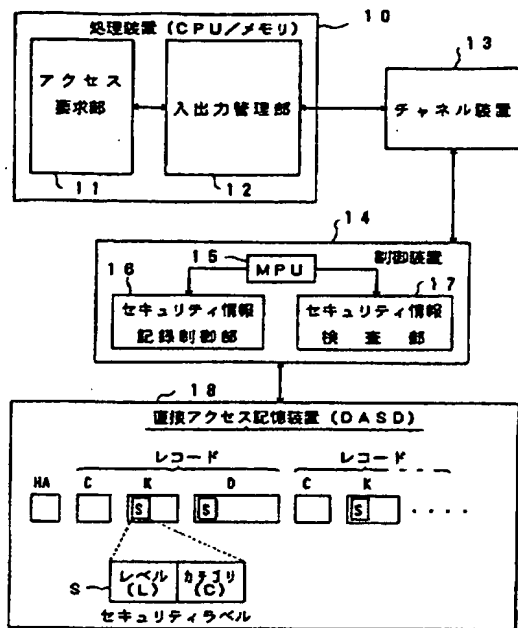 処理装置(CPU/メモリ)
10
アクセス
要求部
11
入出力管理部
12
13
チャネル装置
14
制御装置
15
MPU
16
セキュリティ情報
記録制御部
17
セキュリティ情報
検査部
18
直接アクセス記憶装置(DASD)
レコード
レコード
HA C K D C K
S S S ・・・・
S
レベル
(L)
カテゴリ
(C)
セキュリティラベル